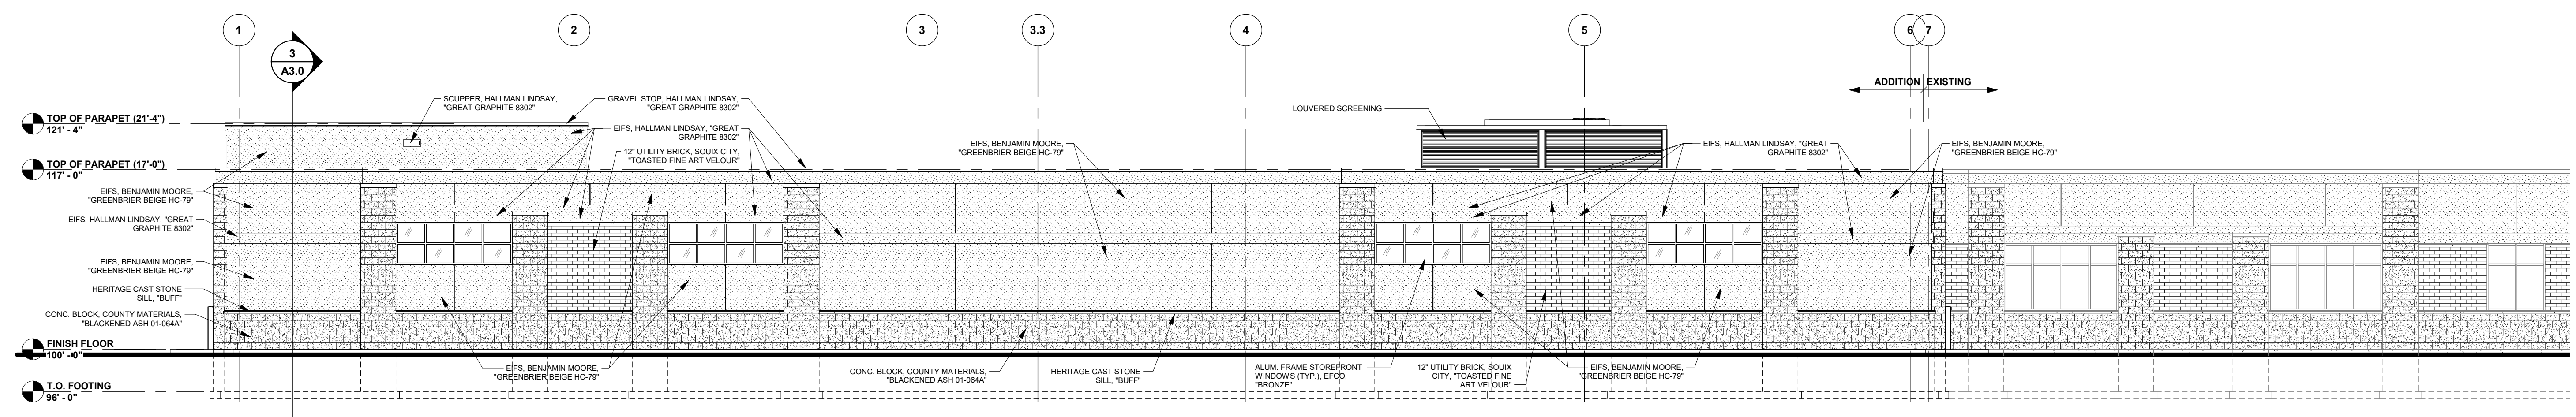 1
2
3
3.3
4
5
6
7
3
A3.0
ADDITION
EXISTING
TOP OF PARAPET (21'-4")
121' - 4"
TOP OF PARAPET (17'-0")
117' - 0"
SCUPPER, HALLMAN LINDSAY,
"GREAT GRAPHITE 8302"
GRAVEL STOP, HALLMAN LINDSAY,
"GREAT GRAPHITE 8302"
EIFS, HALLMAN LINDSAY, "GREAT
GRAPHITE 8302"
12" UTILITY BRICK, SOUIX CITY,
"TOASTED FINE ART VELOUR"
EIFS, BENJAMIN MOORE,
"GREENBRIER BEIGE HC-79"
LOUVERED SCREENING
EIFS, HALLMAN LINDSAY, "GREAT
GRAPHITE 8302"
EIFS, BENJAMIN MOORE,
"GREENBRIER BEIGE HC-79"
EIFS, BENJAMIN MOORE,
"GREENBRIER BEIGE HC-79"
EIFS, HALLMAN LINDSAY, "GREAT
GRAPHITE 8302"
EIFS, BENJAMIN MOORE,
"GREENBRIER BEIGE HC-79"
HERITAGE CAST STONE
SILL, "BUFF"
CONC. BLOCK, COUNTY MATERIALS,
"BLACKENED ASH 01-064A"
FINISH FLOOR
100' -0"
T.O. FOOTING
96' - 0"
EIFS, BENJAMIN MOORE,
"GREENBRIER BEIGE HC-79"
CONC. BLOCK, COUNTY MATERIALS,
"BLACKENED ASH 01-064A"
HERITAGE CAST STONE
SILL, "BUFF"
ALUM. FRAME STOREFRONT
WINDOWS (TYP.), EFCO,
"BRONZE"
12" UTILITY BRICK, SOUIX
CITY, "TOASTED FINE
ART VELOUR"
EIFS, BENJAMIN MOORE,
"GREENBRIER BEIGE HC-79"